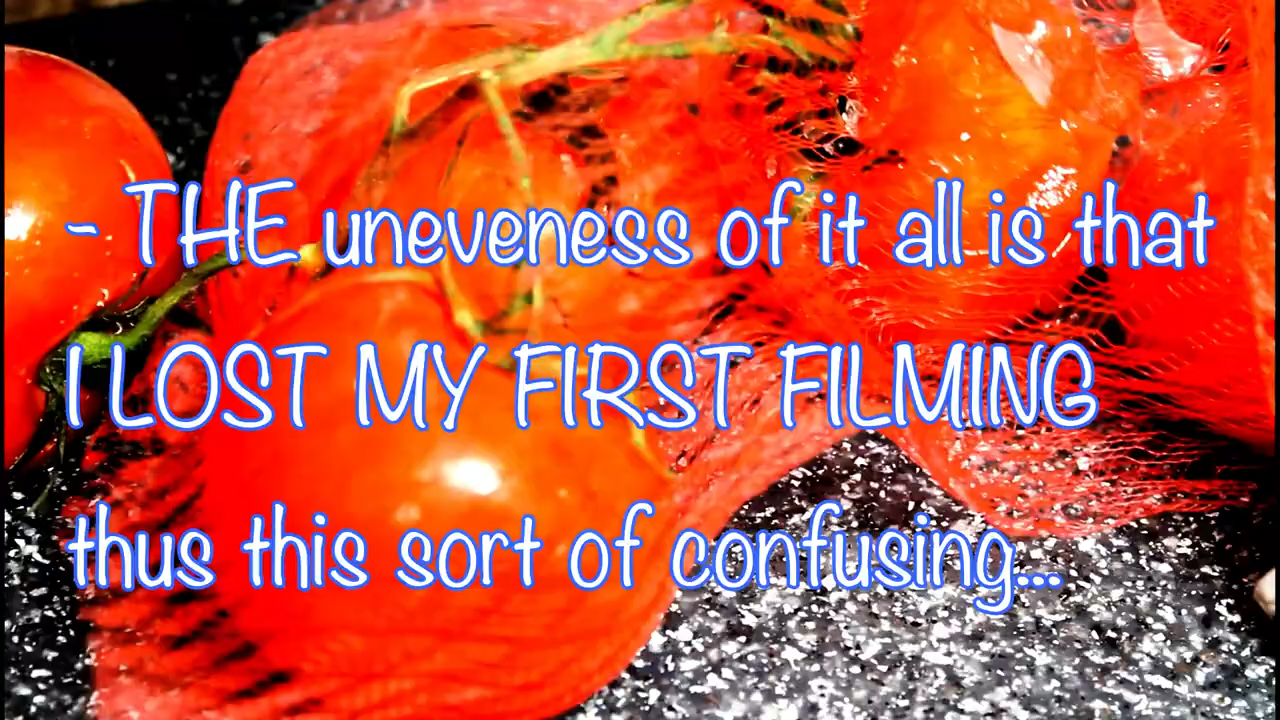 - THE uneveness of it all is that
I LOST MY FIRST FILMING
thus this sort of confusing...